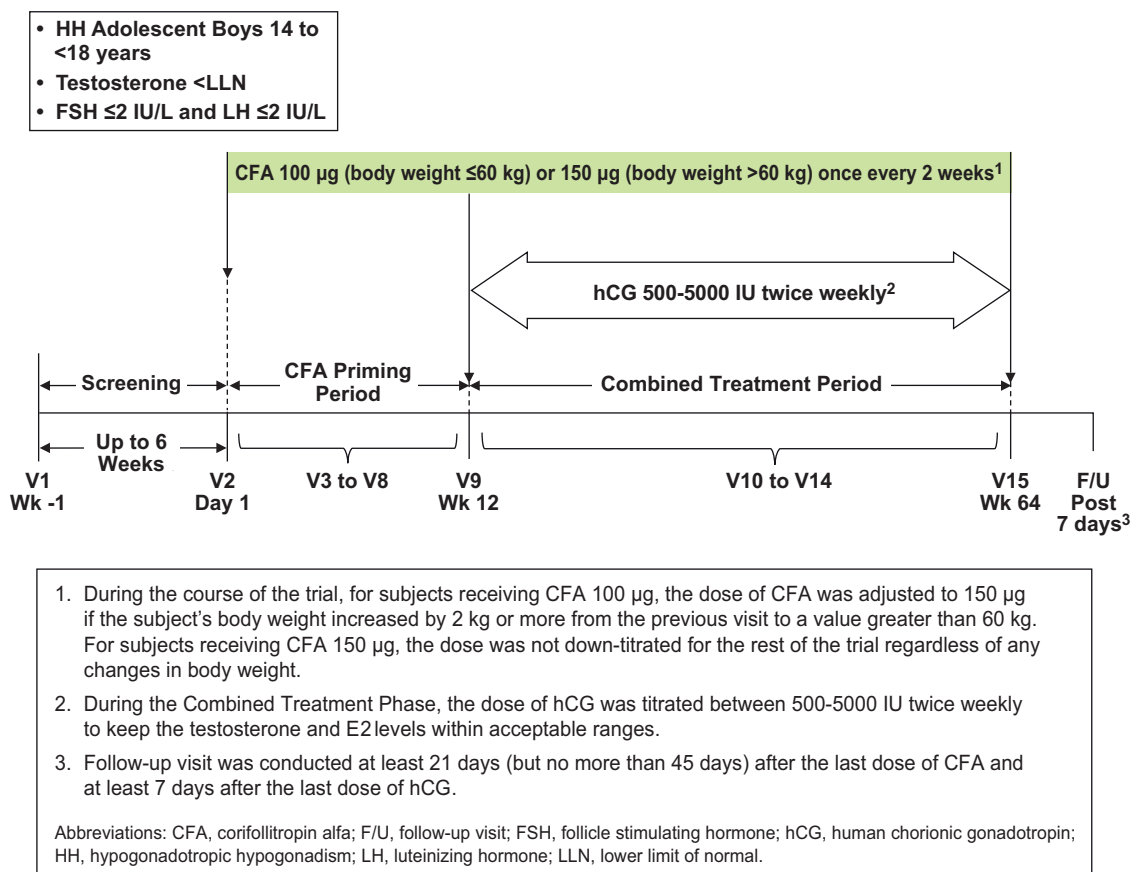 • HH Adolescent Boys 14 to
<18 years
• Testosterone <LLN
• FSH ≤2 IU/L and LH ≤2 IU/L
CFA 100 µg (body weight ≤60 kg) or 150 µg (body weight >60 kg) once every 2 weeks¹
hCG 500-5000 IU twice weekly²
Screening
CFA Priming
Period
Combined Treatment Period
Up to 6
Weeks
V1
Wk -1
V2
Day 1
V3 to V8
V9
Wk 12
V10 to V14
V15
Wk 64
F/U
Post
7 days³
1. During the course of the trial, for subjects receiving CFA 100 µg, the dose of CFA was adjusted to 150 µg
if the subject's body weight increased by 2 kg or more from the previous visit to a value greater than 60 kg.
For subjects receiving CFA 150 µg, the dose was not down-titrated for the rest of the trial regardless of any
changes in body weight.
2. During the Combined Treatment Phase, the dose of hCG was titrated between 500-5000 IU twice weekly
to keep the testosterone and E2 levels within acceptable ranges.
3. Follow-up visit was conducted at least 21 days (but no more than 45 days) after the last dose of CFA and
at least 7 days after the last dose of hCG.
Abbreviations: CFA, corifollitropin alfa; F/U, follow-up visit; FSH, follicle stimulating hormone; hCG, human chorionic gonadotropin;
HH, hypogonadotropic hypogonadism; LH, luteinizing hormone; LLN, lower limit of normal.